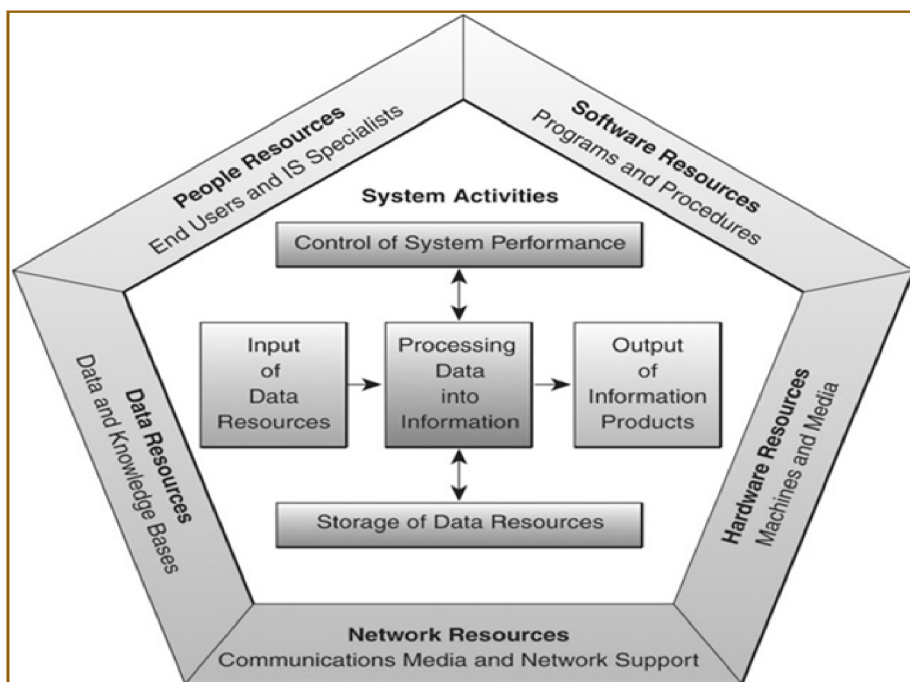 People Resources
End Users and IS Specialists
Software Resources
Programs and Procedures
System Activities
Control of System Performance
Input
of
Data
Resources
Processing
Data
into
Information
Output
of
Information
Products
Storage of Data Resources
Data Resources
Data and Knowledge Bases
Hardware Resources
Machines and Media
Network Resources
Communications Media and Network Support